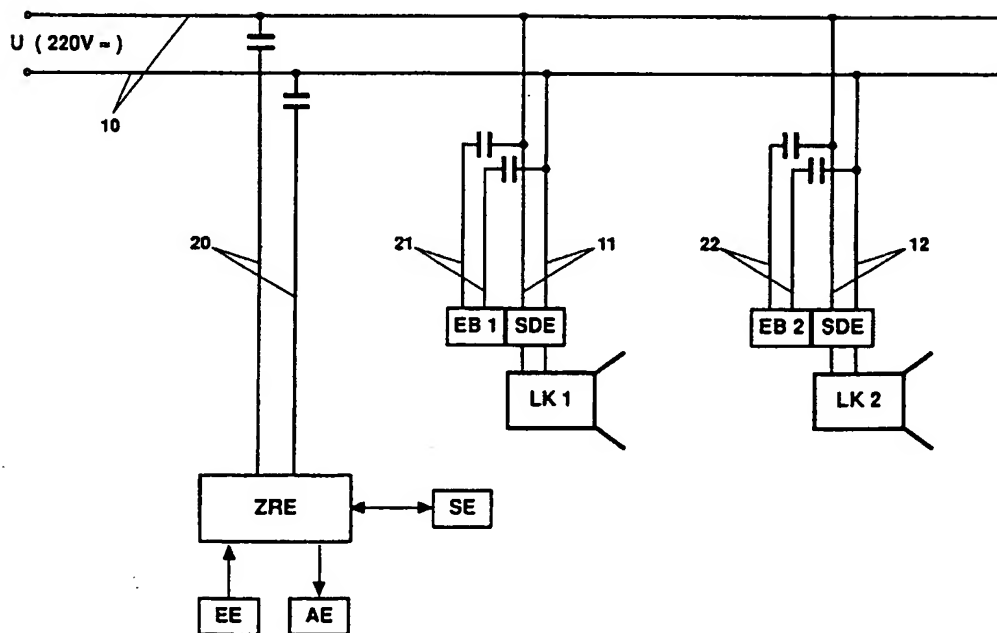 U ( 220V ≈ )
10
20
21
11
22
12
EB 1
SDE
EB 2
SDE
LK 1
LK 2
ZRE
SE
EE
AE